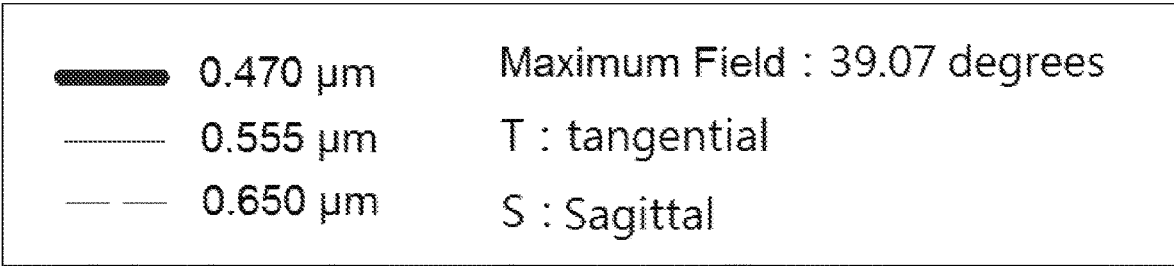 0.470 μm
0.555 μm
0.650 μm
Maximum Field : 39.07 degrees
T : tangential
S : Sagittal